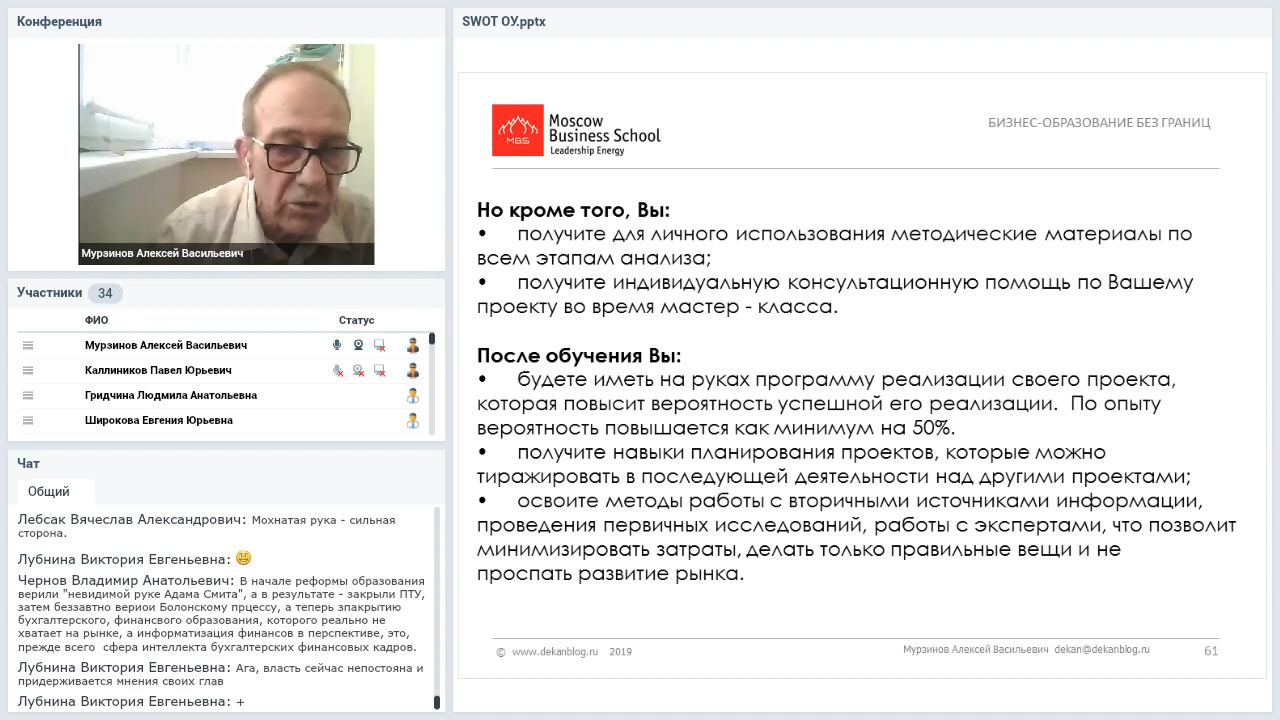 Конференция
Мурзинов Алексей Васильевич
Участники 34
ФИО Статус
Мурзинов Алексей Васильевич
Каллиников Павел Юрьевич
Гридчина Людмила Анатольевна
Широкова Евгения Юрьевна
Чат
Общий
Лебсак Вячеслав Александрович: Мохнатая рука - сильная
сторона.
Лубнина Виктория Евгеньевна:
Чернов Владимир Анатольевич: В начале реформы образования
верили "невидимой руке Адама Смита", а в результате - закрыли ПТУ,
затем беззавтно вериои Болонскому прцессу, а теперь зпакрытию
бухгалтерского, финансвого образования, которого реально не
хватает на рынке, а информатизация финансов в перспективе, это,
прежде всего сфера интеллекта бухгалтерских финансовых кадров.
Лубнина Виктория Евгеньевна: Ага, власть сейчас непостояна и
придерживается мнения своих глав
Лубнина Виктория Евгеньевна: +
SWOT ОУ.pptx
MBS
Moscow
Business School
Leadership Energy
БИЗНЕС-ОБРАЗОВАНИЕ БЕЗ ГРАНИЦ
Но кроме того, Вы:
• получите для личного использования методические материалы по
всем этапам анализа;
• получите индивидуальную консультационную помощь по Вашему
проекту во время мастер - класса.
После обучения Вы:
• будете иметь на руках программу реализации своего проекта,
которая повысит вероятность успешной его реализации. По опыту
вероятность повышается как минимум на 50%.
• получите навыки планирования проектов, которые можно
тиражировать в последующей деятельности над другими проектами;
• освоите методы работы с вторичными источниками информации,
проведения первичных исследований, работы с экспертами, что позволит
минимизировать затраты, делать только правильные вещи и не
проспать развитие рынка.
© www.dekanblog.ru 2019
Мурзинов Алексей Васильевич dekan@dekanblog.ru
61